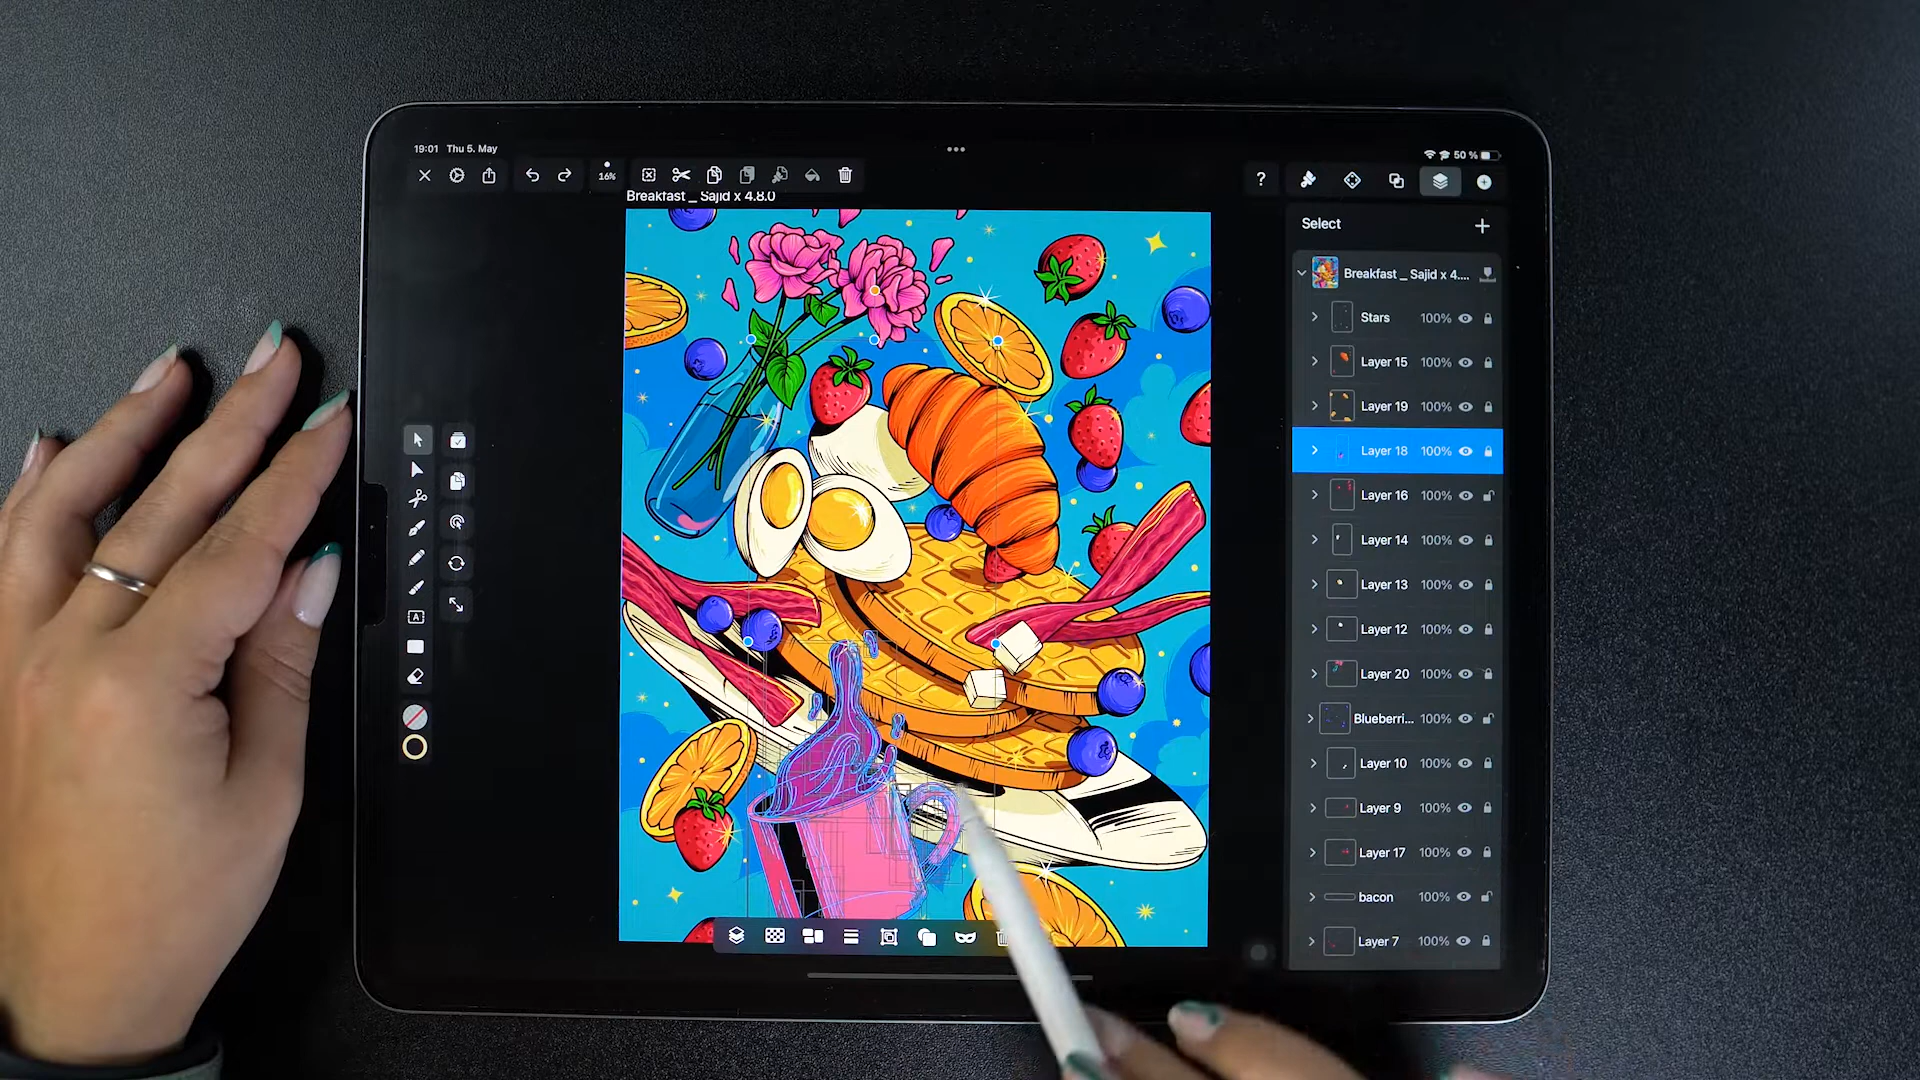 19:01 Thu 5. May
50 %
16%
?
Breakfast _ Sajid x 4.8.0
Select
Breakfast _ Sajid x 4....
Stars 100%
Layer 15 100%
Layer 19 100%
Layer 18 100%
Layer 16 100%
Layer 14 100%
Layer 13 100%
Layer 12 100%
Layer 20 100%
Blueberri... 100%
Layer 10 100%
Layer 9 100%
Layer 17 100%
bacon 100%
Layer 7 100%
A